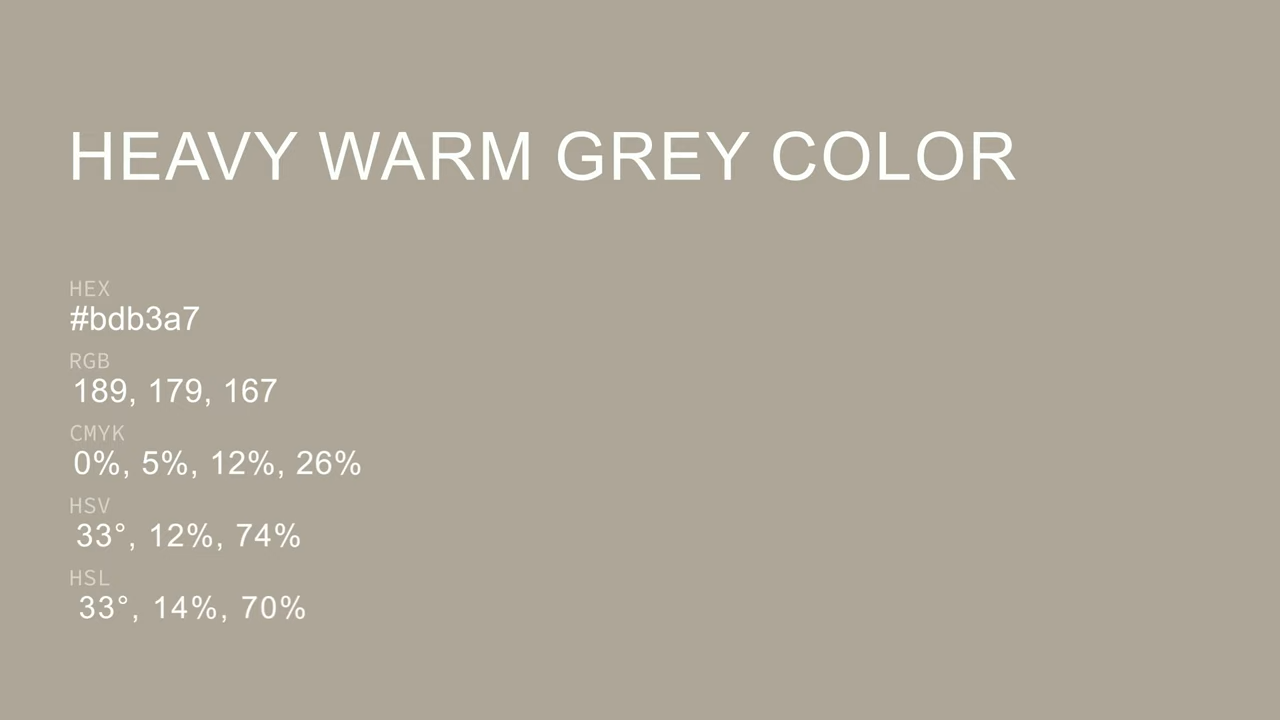 HEAVY WARM GREY COLOR
HEX
#bdb3a7
RGB
189, 179, 167
CMYK
0%, 5%, 12%, 26%
HSV
33°, 12%, 74%
HSL
33°, 14%, 70%